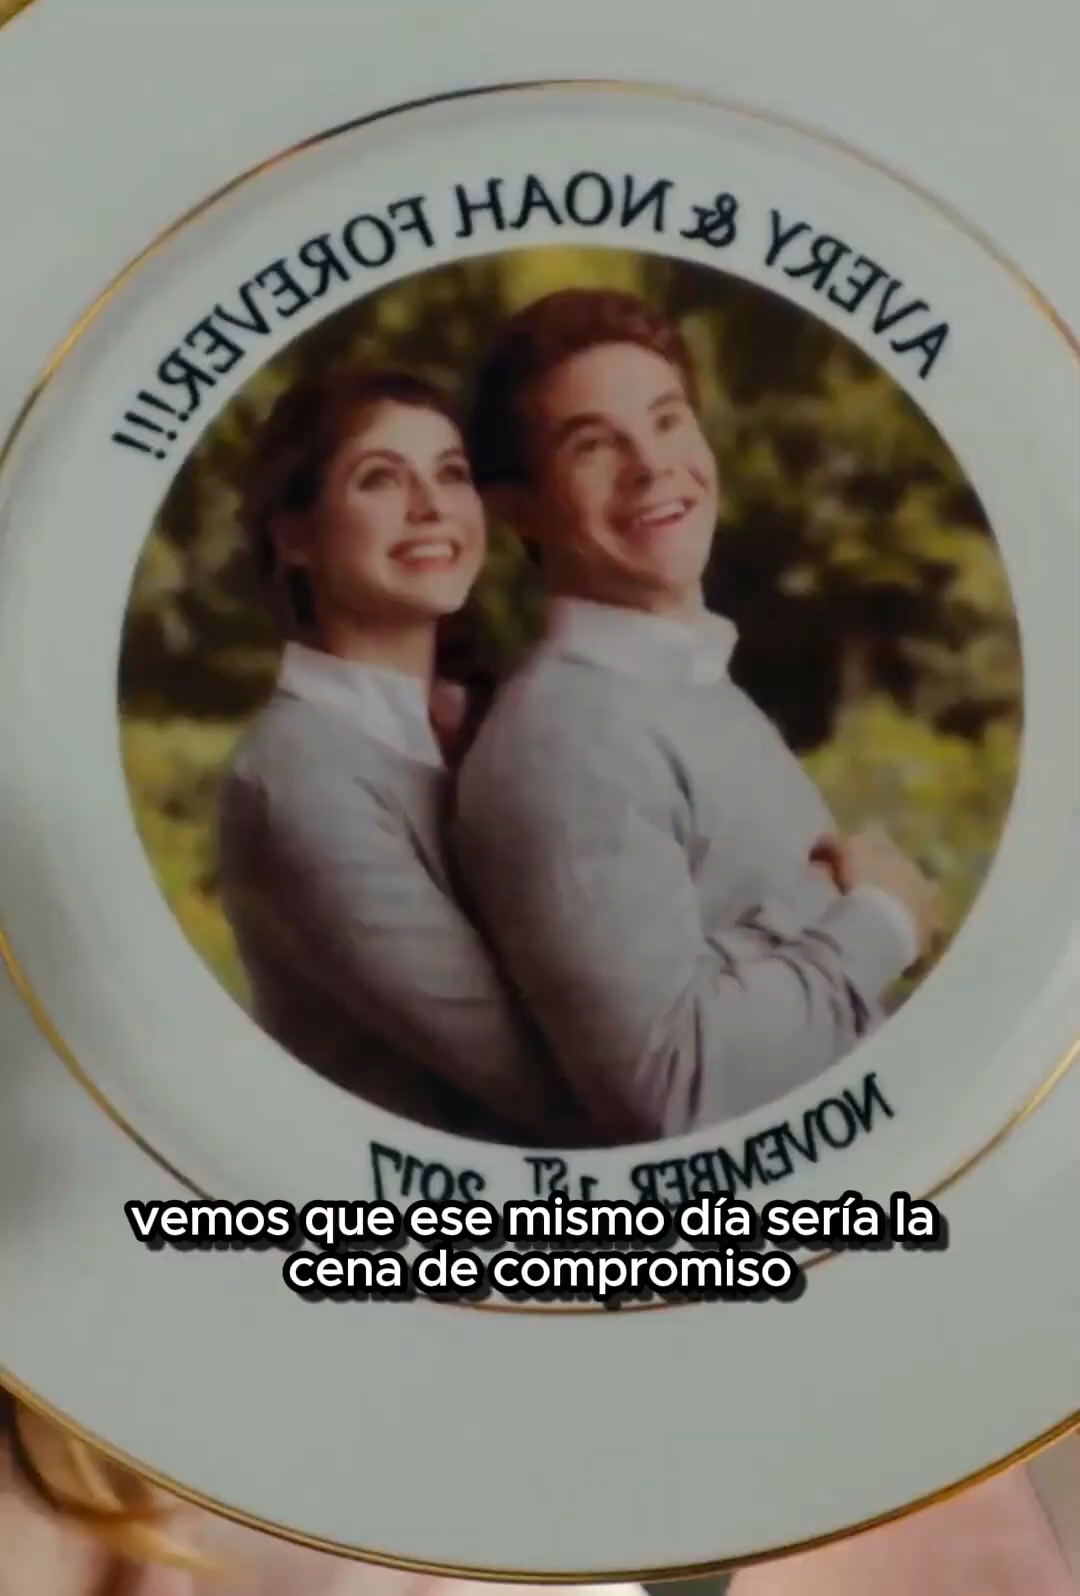 AVERY & NOAH, FOREVER!!!
NOVEMBER 1ST, 2017
vemos que ese mismo día sería la
cena de compromiso